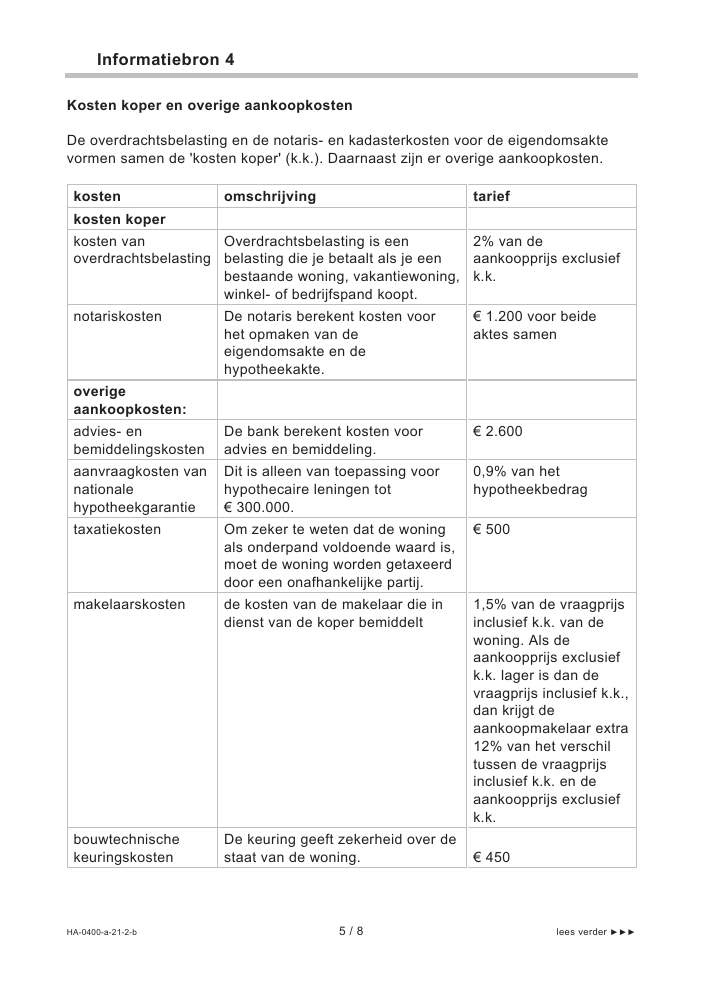 Informatiebron 4
Kosten koper en overige aankoopkosten
De overdrachtsbelasting en de notaris- en kadasterkosten voor de eigendomsakte
vormen samen de 'kosten koper' (k.k.). Daarnaast zijn er overige aankoopkosten.
kosten omschrijving tarief
kosten koper
kosten van
overdrachtsbelasting
Overdrachtsbelasting is een
belasting die je betaalt als je een
bestaande woning, vakantiewoning,
winkel- of bedrijfspand koopt.
2% van de
aankoopprijs exclusief
k.k.
notariskosten
De notaris berekent kosten voor
het opmaken van de
eigendomsakte en de
hypotheekakte.
€ 1.200 voor beide
aktes samen
overige
aankoopkosten:
advies- en
bemiddelingskosten
De bank berekent kosten voor
advies en bemiddeling.
€ 2.600
aanvraagkosten van
nationale
hypotheekgarantie
Dit is alleen van toepassing voor
hypothecaire leningen tot
€ 300.000.
0,9% van het
hypotheekbedrag
taxatiekosten
Om zeker te weten dat de woning
als onderpand voldoende waard is,
moet de woning worden getaxeerd
door een onafhankelijke partij.
€ 500
makelaarskosten
de kosten van de makelaar die in
dienst van de koper bemiddelt
1,5% van de vraagprijs
inclusief k.k. van de
woning. Als de
aankoopprijs exclusief
k.k. lager is dan de
vraagprijs inclusief k.k.,
dan krijgt de
aankoopmakelaar extra
12% van het verschil
tussen de vraagprijs
inclusief k.k. en de
aankoopprijs exclusief
k.k.
bouwtechnische
keuringskosten
De keuring geeft zekerheid over de
staat van de woning.
€ 450
HA-0400-a-21-2-b 5 / 8 lees verder ►►►